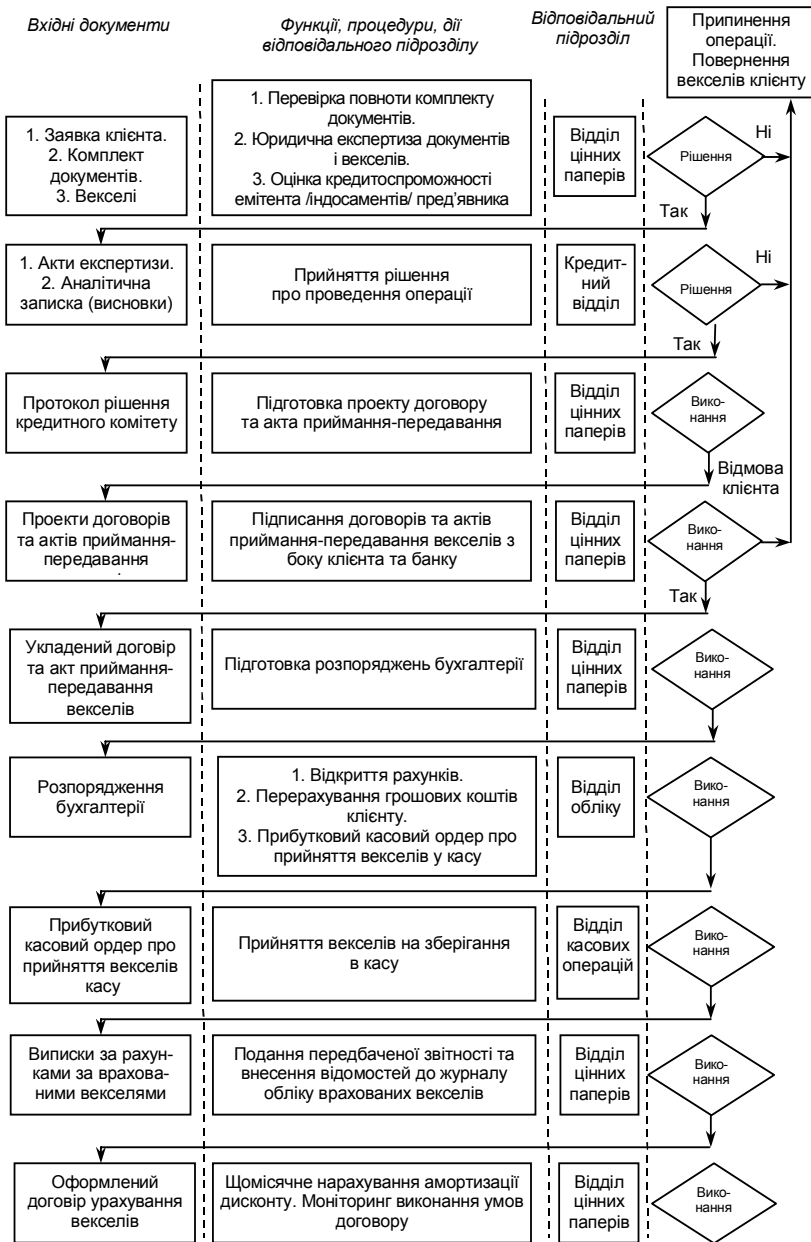 Вхідні документи
Функції, процедури, дії
відповідального підрозділу
Відповідальний
підрозділ
Припинення
операції.
Повернення
векселів клієнту
1. Заявка клієнта.
2. Комплект
документів.
3. Векселі
1. Перевірка повноти комплекту
документів.
2. Юридична експертиза документів
і векселів.
3. Оцінка кредитоспроможності
емітента /індосаментів/ пред’явника
Відділ
цінних
паперів
Рішення
Ні
Так
1. Акти експертизи.
2. Аналітична
записка (висновки)
Прийняття рішення
про проведення операції
Кредит-
ний
відділ
Рішення
Ні
Так
Протокол рішення
кредитного комітету
Підготовка проекту договору
та акта приймання-передавання
Відділ
цінних
паперів
Вико-
нання
Відмова
клієнта
Проекти договорів
та актів приймання-
передавання
Підписання договорів та актів
приймання-передавання векселів з
боку клієнта та банку
Відділ
цінних
паперів
Вико-
нання
Так
Укладений договір
та акт приймання-
передавання
векселів
Підготовка розпоряджень бухгалтерії
Відділ
цінних
паперів
Вико-
нання
Розпорядження
бухгалтерії
1. Відкриття рахунків.
2. Перерахування грошових коштів
клієнту.
3. Прибутковий касовий ордер про
прийняття векселів у касу
Відділ
обліку
Вико-
нання
Прибутковий
касовий ордер про
прийняття векселів
касу
Прийняття векселів на зберігання
в касу
Відділ
касових
операцій
Вико-
нання
Виписки за рахун-
ками за врахова-
ними векселями
Подання передбаченої звітності та
внесення відомостей до журналу
обліку врахованих векселів
Відділ
цінних
паперів
Вико-
нання
Оформлений
договір урахування
векселів
Щомісячне нарахування амортизації
дисконту. Моніторинг виконання умов
договору
Відділ
цінних
паперів
Вико-
нання